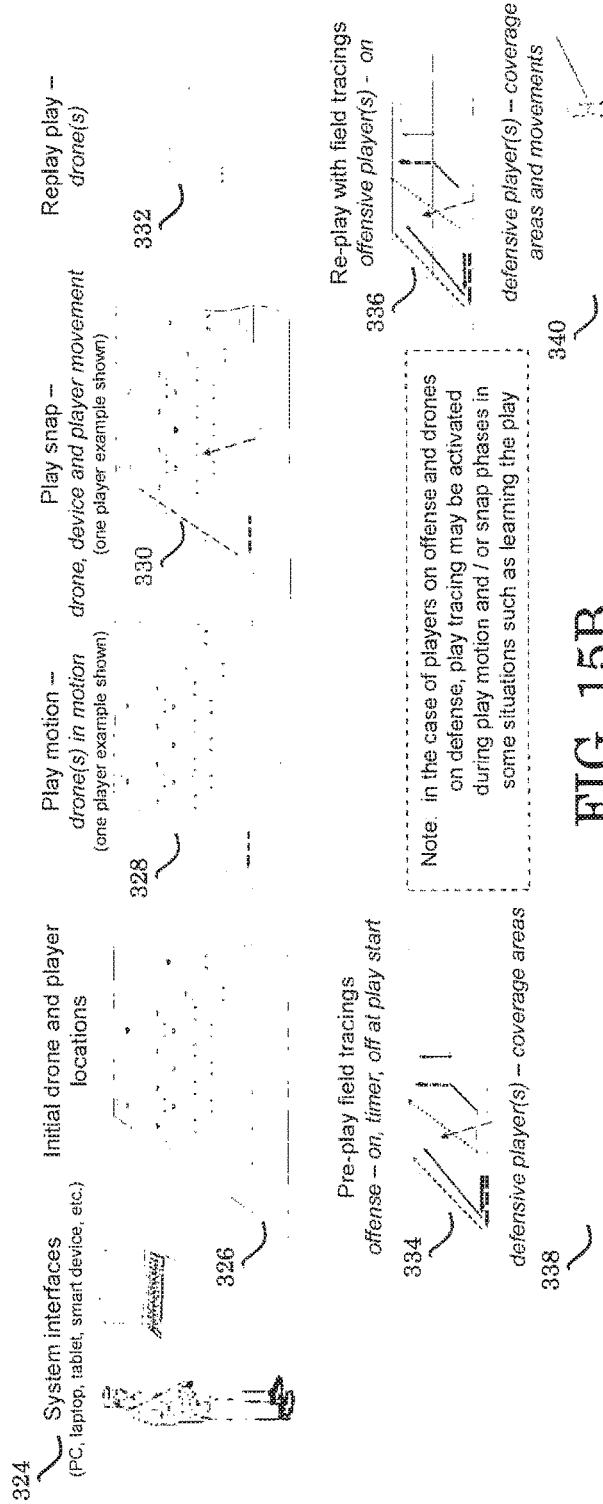 324
System interfaces
(PC, laptop, tablet, smart device, etc.)
Initial drone and player
locations
326
Play motion –
drone(s) in motion
(one player example shown)
328
Play snap –
drone, device and player movement
(one player example shown)
330
Replay play –
drone(s)
332
Pre-play field tracings
offense – on, timer, off at play start
334
defensive player(s) – coverage areas
338
Note: in the case of players on offense and drones
on defense, play tracing may be activated
during play motion and / or snap phases in
some situations such as learning the play
Re-play with field tracings
offensive player(s) - on
336
defensive player(s) – coverage
areas and movements
340
FIG. 15B